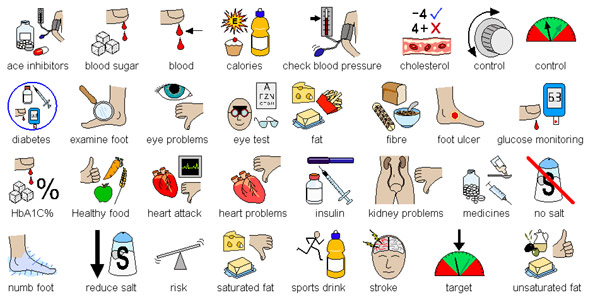 E
-4 ✓
4+ ✗
ace inhibitors blood sugar blood calories check blood pressure cholesterol control control
A
63
diabetes examine foot eye problems eye test fat fibre foot ulcer glucose monitoring
%
S
HbA1C% Healthy food heart attack heart problems insulin kidney problems medicines no salt
S
numb foot reduce salt risk saturated fat sports drink stroke target unsaturated fat